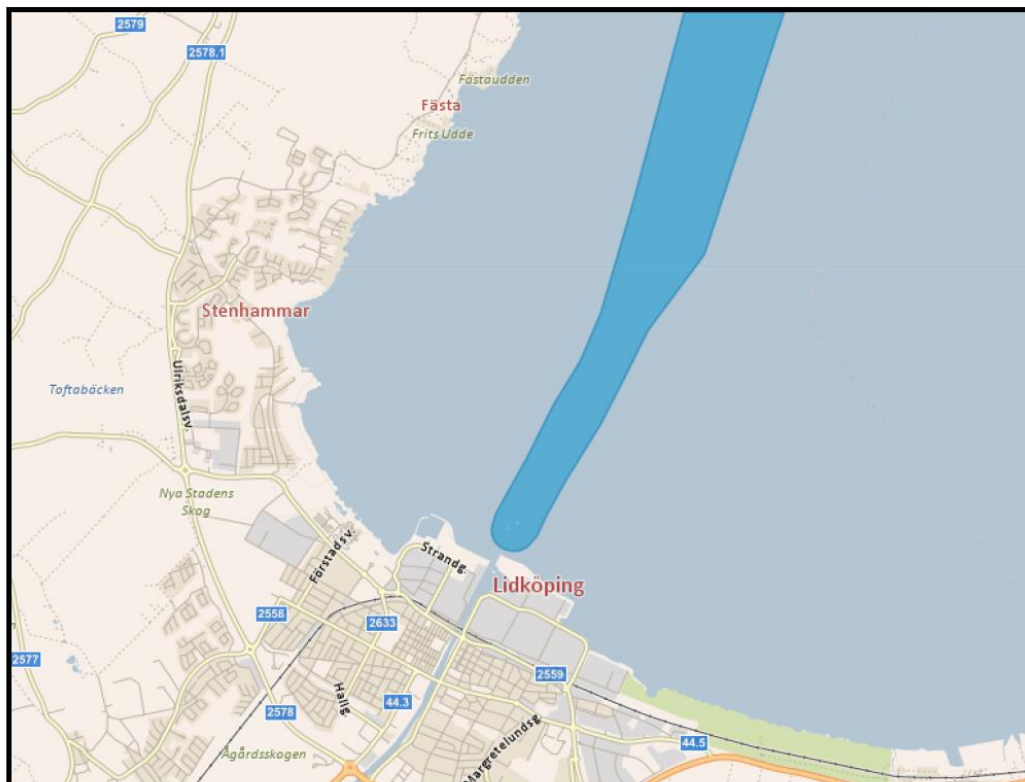 2579
2578.1
Fästaudden
Fästa
Frits Udde
Stenhammar
Ulriksdalsv.
Toftabäcken
Nya Stadens
Skog
Förstadsv.
Strandg.
Lidköping
2558
2633
2577
2559
Hallg.
44.3
2578
Margretelundsg.
44.5
Ågårdsskogen